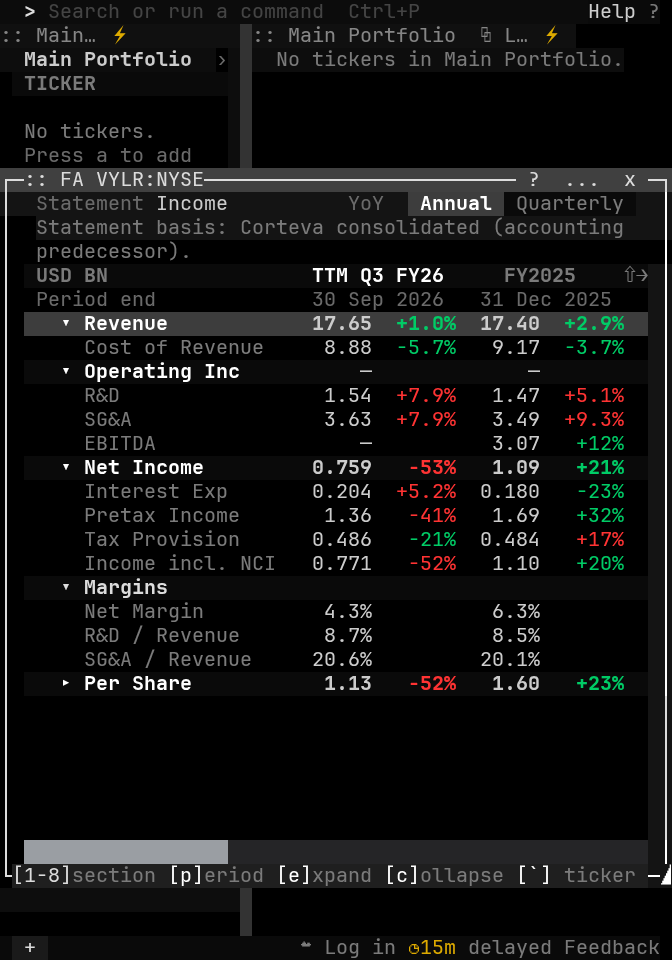 > Search or run a command  Ctrl+P  Help ?
:: Main… ⚡ :: Main Portfolio  L… ⚡
Main Portfolio › No tickers in Main Portfolio.
TICKER
No tickers.
Press a to add
:: FA VYLR:NYSE ? ... x
Statement Income YoY Annual Quarterly
Statement basis: Corteva consolidated (accounting
predecessor).
USD BN TTM Q3 FY26 FY2025 ⇧→
Period end 30 Sep 2026 31 Dec 2025
▾ Revenue 17.65 +1.0% 17.40 +2.9%
Cost of Revenue 8.88 -5.7% 9.17 -3.7%
▾ Operating Inc — —
R&D 1.54 +7.9% 1.47 +5.1%
SG&A 3.63 +7.9% 3.49 +9.3%
EBITDA — 3.07 +12%
▾ Net Income 0.759 -53% 1.09 +21%
Interest Exp 0.204 +5.2% 0.180 -23%
Pretax Income 1.36 -41% 1.69 +32%
Tax Provision 0.486 -21% 0.484 +17%
Income incl. NCI 0.771 -52% 1.10 +20%
▾ Margins
Net Margin 4.3% 6.3%
R&D / Revenue 8.7% 8.5%
SG&A / Revenue 20.6% 20.1%
▸ Per Share 1.13 -52% 1.60 +23%
[1-8]section [p]eriod [e]xpand [c]ollapse [`] ticker
+ Log in ◔15m delayed Feedback